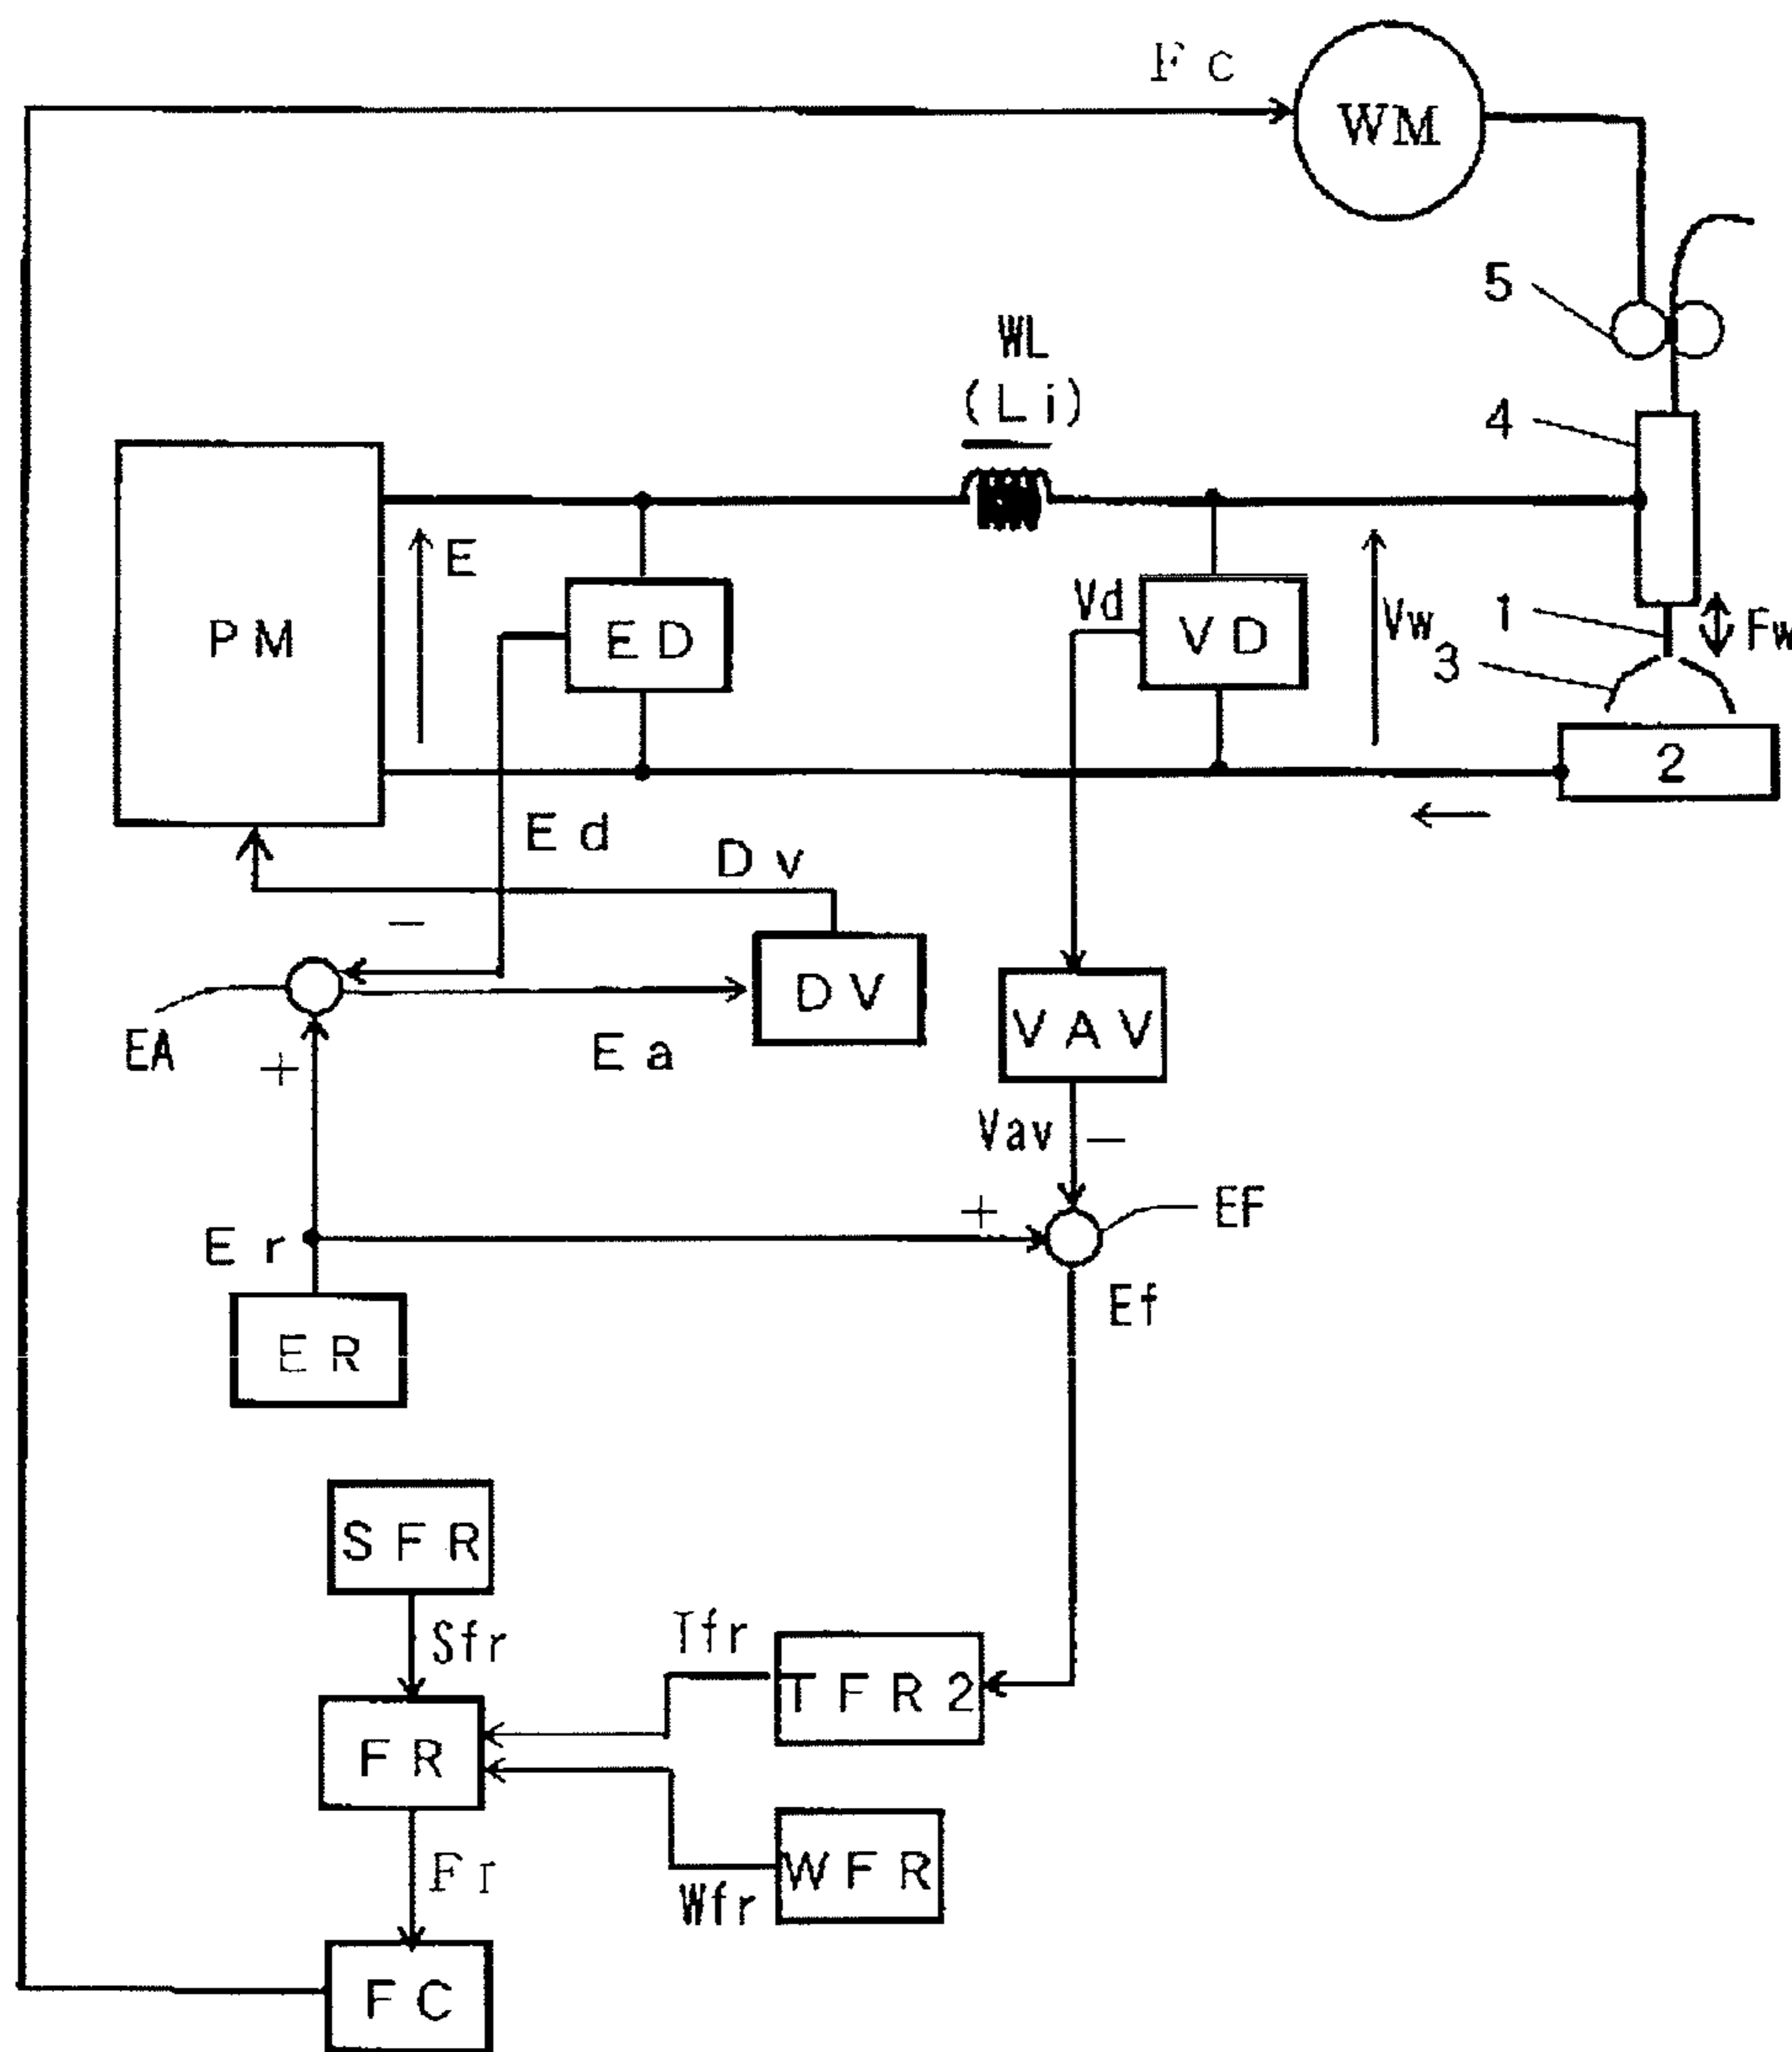 Fc
WM
5
WL
(Li)
4
E
PM
ED
Vd
VD
Vw
1
Fw
3
2
Ed
Dv
−
DV
EA
+
Ea
VAV
Vav −
+
EF
Er
Ef
ER
SFR
Sfr
Tfr
TFR2
FR
WFR
Wfr
Fr
FC